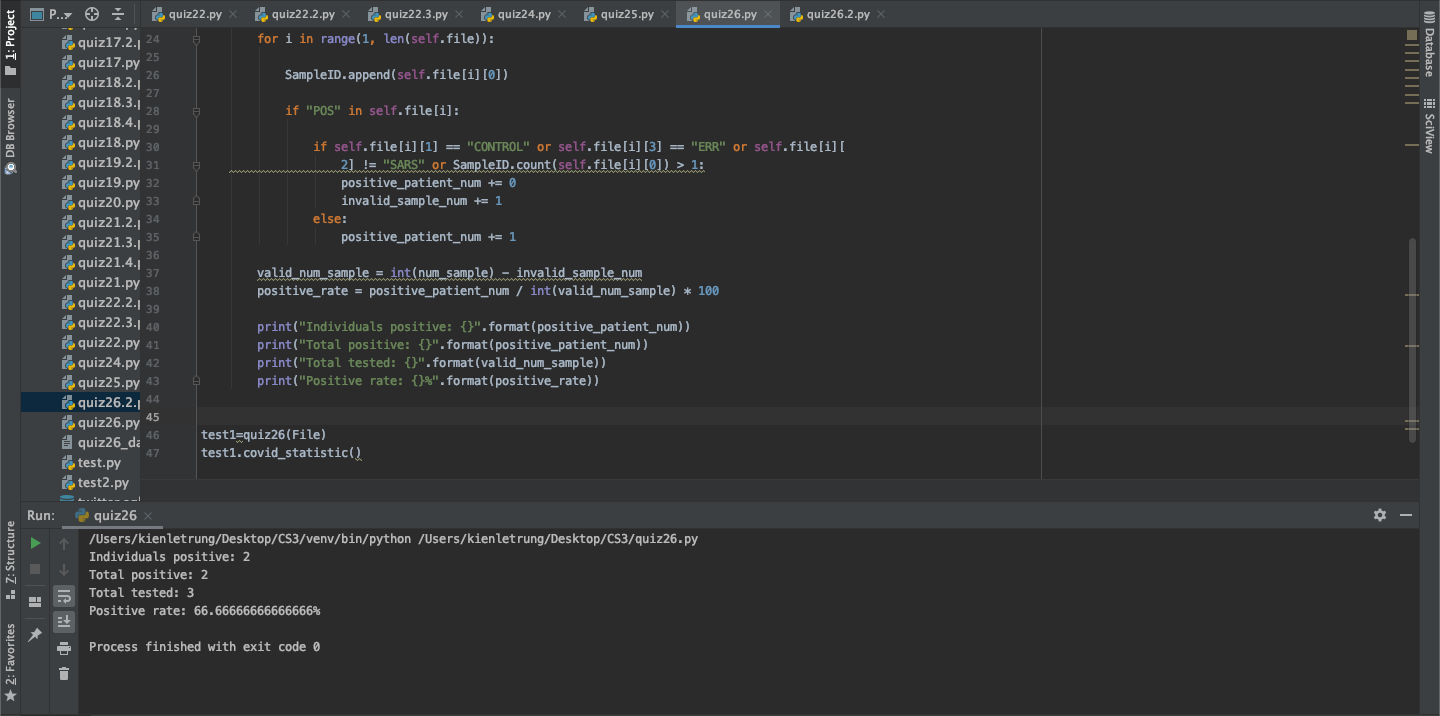 1: Project
P..▾
quiz22.py
quiz22.2.py
quiz22.3.py
quiz24.py
quiz25.py
quiz26.py
quiz26.2.py
Database
SciView
DB Browser
Z: Structure
2: Favorites
quiz17.2.p
quiz17.py
quiz18.2.p
quiz18.3.p
quiz18.4.p
quiz18.py
quiz19.2.p
quiz19.py
quiz20.py
quiz21.2.p
quiz21.3.p
quiz21.4.p
quiz21.py
quiz22.2.p
quiz22.3.p
quiz22.py
quiz24.py
quiz25.py
quiz26.2.p
quiz26.py
quiz26_da
test.py
test2.py
24 for i in range(1, len(self.file)):
25
26 SampleID.append(self.file[i][0])
27
28 if "POS" in self.file[i]:
29
30 if self.file[i][1] == "CONTROL" or self.file[i][3] == "ERR" or self.file[i][
31 2] != "SARS" or SampleID.count(self.file[i][0]) > 1:
32 positive_patient_num += 0
33 invalid_sample_num += 1
34 else:
35 positive_patient_num += 1
36
37 valid_num_sample = int(num_sample) - invalid_sample_num
38 positive_rate = positive_patient_num / int(valid_num_sample) * 100
39
40 print("Individuals positive: {}".format(positive_patient_num))
41 print("Total positive: {}".format(positive_patient_num))
42 print("Total tested: {}".format(valid_num_sample))
43 print("Positive rate: {}%".format(positive_rate))
44
45
46 test1=quiz26(File)
47 test1.covid_statistic()
Run: quiz26
/Users/kienletrung/Desktop/CS3/venv/bin/python /Users/kienletrung/Desktop/CS3/quiz26.py
Individuals positive: 2
Total positive: 2
Total tested: 3
Positive rate: 66.66666666666666%
Process finished with exit code 0